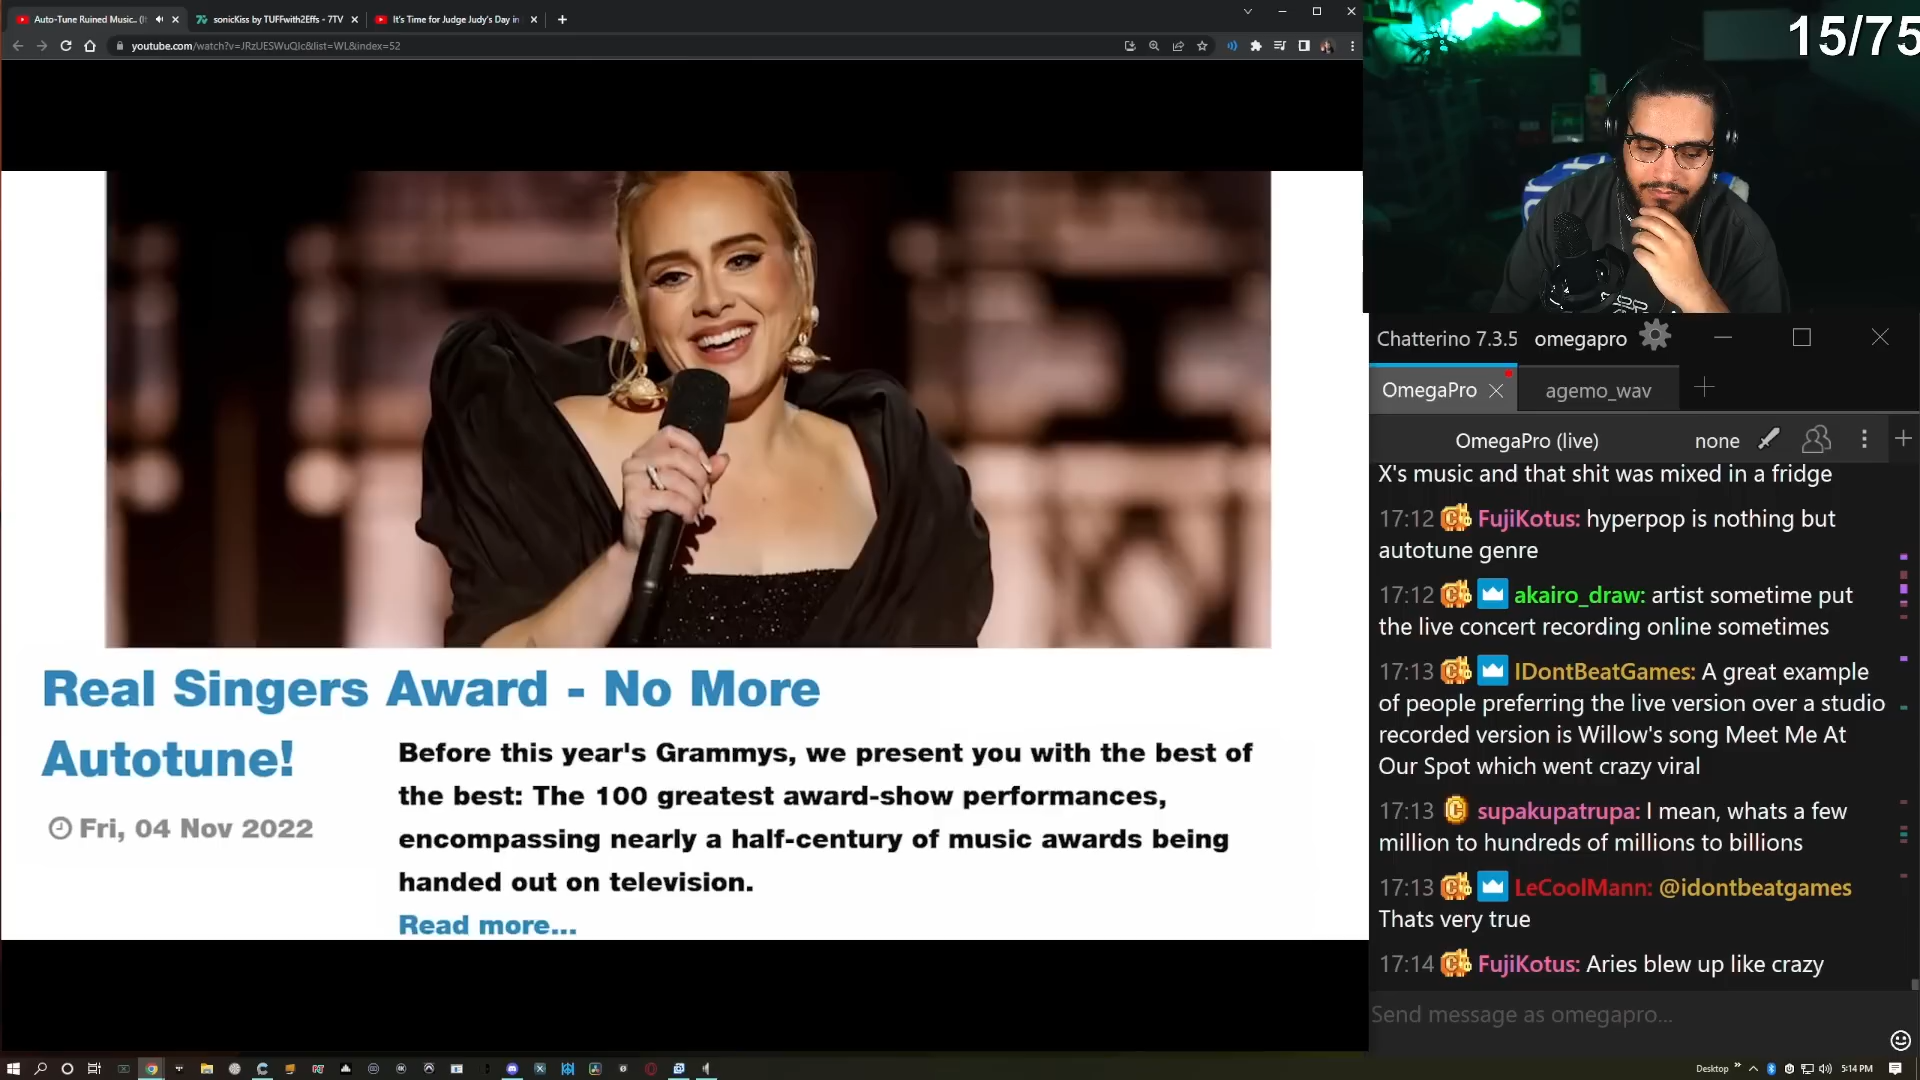 Auto-Tune Ruined Music.. (I
sonicKiss by TUFFwith2Effs - 7TV
It's Time for Judge Judy's Day in
youtube.com/watch?v=JRzUESWuQIc&list=WL&index=52
15/75
Real Singers Award - No More
Autotune!
Fri, 04 Nov 2022
Before this year's Grammys, we present you with the best of
the best: The 100 greatest award-show performances,
encompassing nearly a half-century of music awards being
handed out on television.
Read more...
Chatterino 7.3.5 omegapro
OmegaPro
agemo_wav
OmegaPro (live)
none
X's music and that shit was mixed in a fridge
17:12 FujiKotus: hyperpop is nothing but
autotune genre
17:12 akairo_draw: artist sometime put
the live concert recording online sometimes
17:13 IDontBeatGames: A great example
of people preferring the live version over a studio
recorded version is Willow's song Meet Me At
Our Spot which went crazy viral
17:13 supakupatrupa: I mean, whats a few
million to hundreds of millions to billions
17:13 LeCoolMann: @idontbeatgames
Thats very true
17:14 FujiKotus: Aries blew up like crazy
Send message as omegapro...
Desktop
5:14 PM